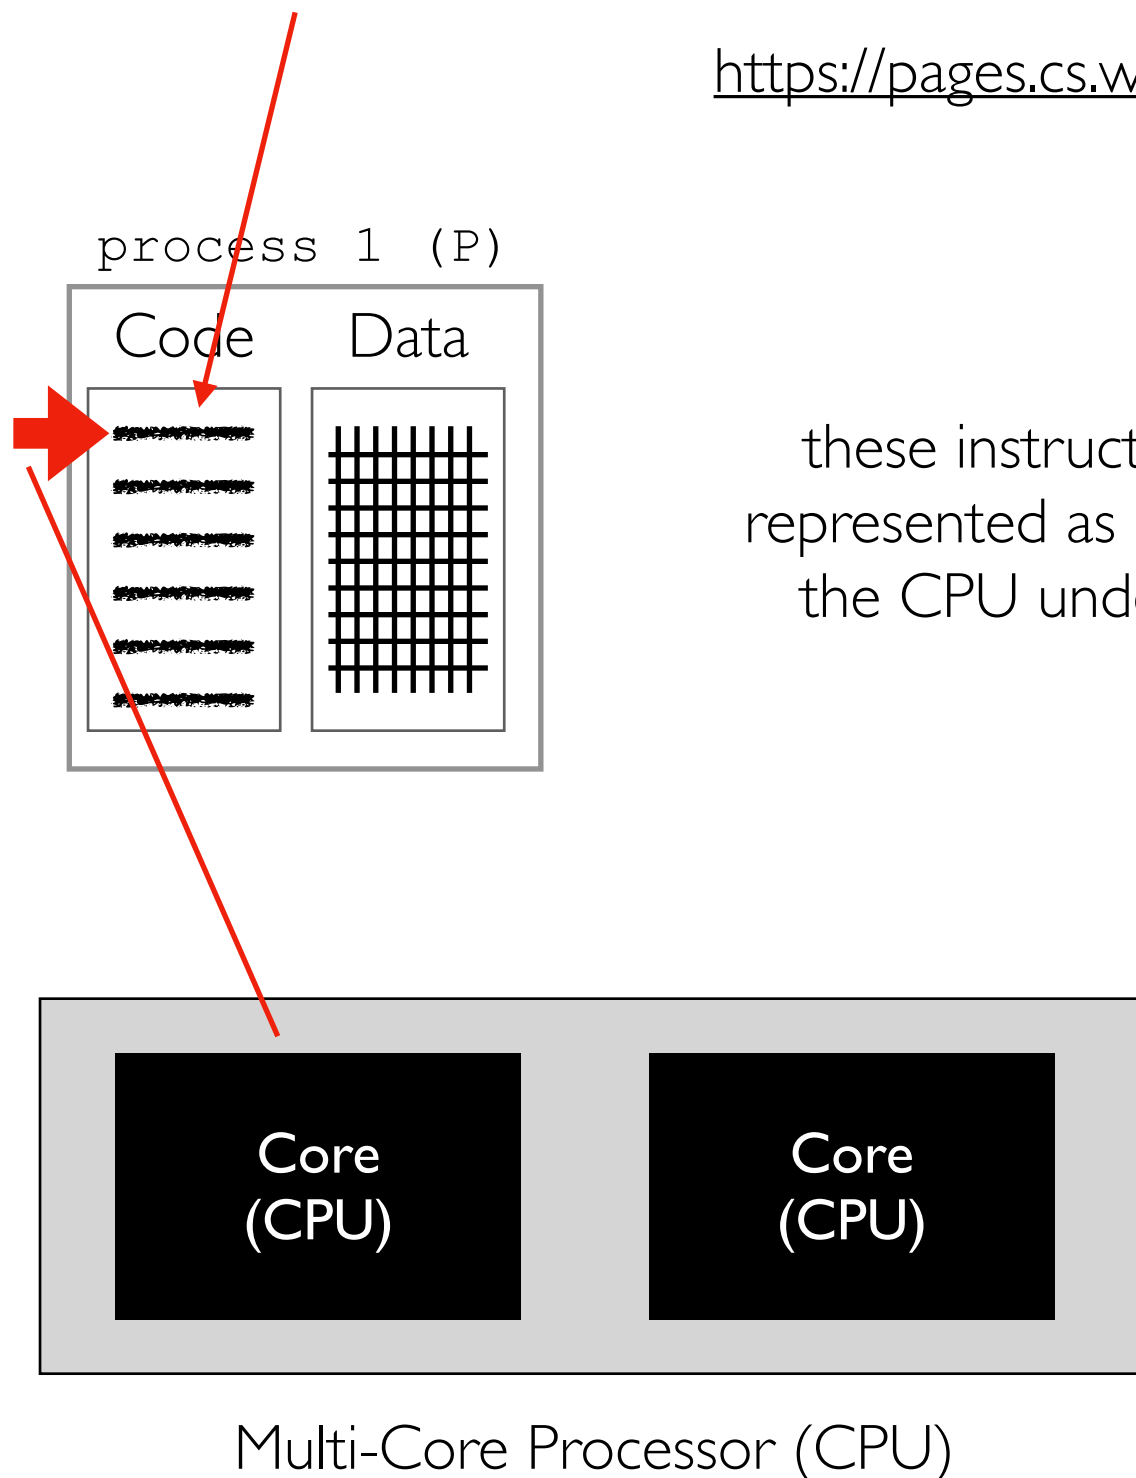 https://pages.cs.w
process 1 (P)
Code Data
these instruct
represented as
the CPU und
Core
(CPU)
Core
(CPU)
Multi-Core Processor (CPU)